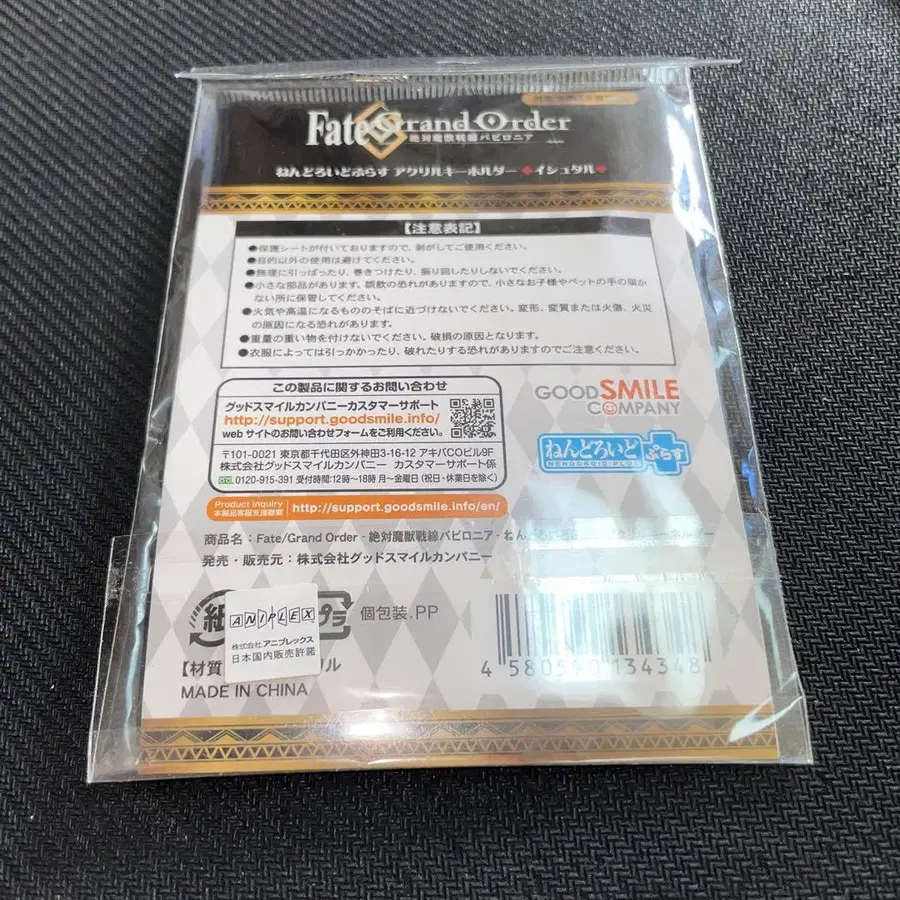 Fate Grand Order
絶対魔獣戦線バビロニア
ねんどろいどぷらす アクリルキーホルダー ◆イシュタル◆
【注意表記】
●保護シートが付いておりますので、剥がしてご使用ください。
●目的以外の使用は避けてください。
●無理に引っぱったり、巻きつけたり、振り回したりしないでください。
●小さな部品があります。誤飲の恐れがありますので、小さなお子様やペットの手の届か
ない所に保管してください。
●火気や高温になるもののそばに近づけないでください。変形、変質または火傷、火災
の原因になる恐れがあります。
●重量の重い物を付けないでください。破損の原因となります。
●衣服によっては引っかかったり、破れたりする恐れがありますのでご注意ください。
この製品に関するお問い合わせ
グッドスマイルカンパニーカスタマーサポート
http://support.goodsmile.info/
webサイトのお問い合わせフォームをご利用ください。
〒101-0021 東京都千代田区外神田3-16-12 アキバCOビル9F
株式会社グッドスマイルカンパニー カスタマーサポート係
0120-915-391 受付時間:12時〜18時 月〜金曜日 (祝日・休業日を除く)
GOOD SMILE
COMPANY
ねんどろいど ぷらす
NENDROID PLUS
Product Inquiry
本製品客服支援聯繫
http://support.goodsmile.info/en/
商品名:Fate/Grand Order - 絶対魔獣戦線バビロニア -
発売・販売元:株式会社グッドスマイルカンパニー
紙
プラ
個包装.PP
ANIPLEX
株式会社 アニプレックス
日本国内販売許諾
【材質
リル
MADE IN CHINA
4 580590 134348